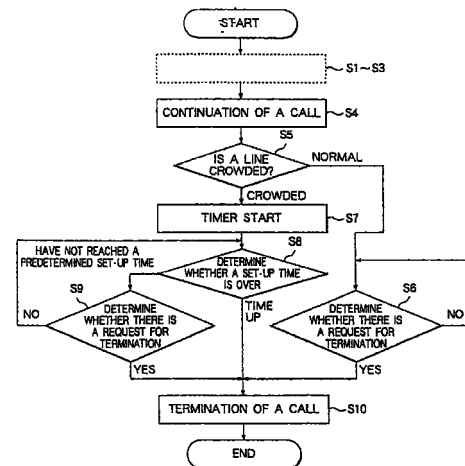 START
S1~S3
CONTINUATION OF A CALL
S4
S5
IS A LINE
CROWDED?
NORMAL
CROWDED
TIMER START
S7
HAVE NOT REACHED A
PREDETERMINED SET-UP TIME
S8
DETERMINE
WHETHER A SET-UP TIME
IS OVER
S9
DETERMINE
WHETHER THERE IS
A REQUEST FOR
TERMINATION
NO
YES
TIME
UP
S6
DETERMINE
WHETHER THERE IS
A REQUEST FOR
TERMINATION
NO
YES
TERMINATION OF A CALL
S10
END